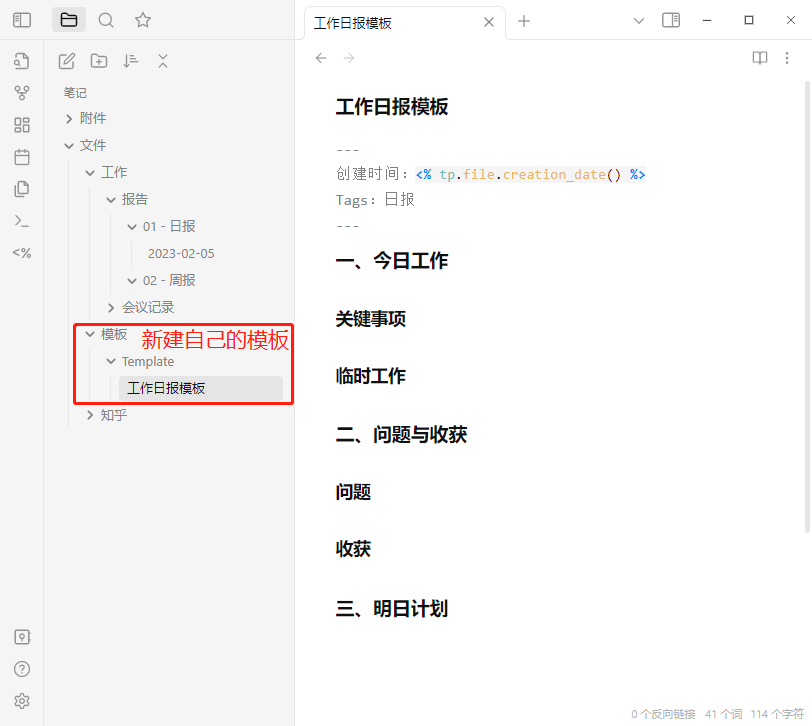 工作日报模板
笔记
附件
文件
工作
报告
01 - 日报
2023-02-05
02 - 周报
会议记录
模板
新建自己的模板
Template
工作日报模板
知乎
<%
工作日报模板
---
创建时间：<% tp.file.creation_date() %>
Tags：日报
---
一、今日工作
关键事项
临时工作
二、问题与收获
问题
收获
三、明日计划
0 个反向链接 41 个词 114 个字符